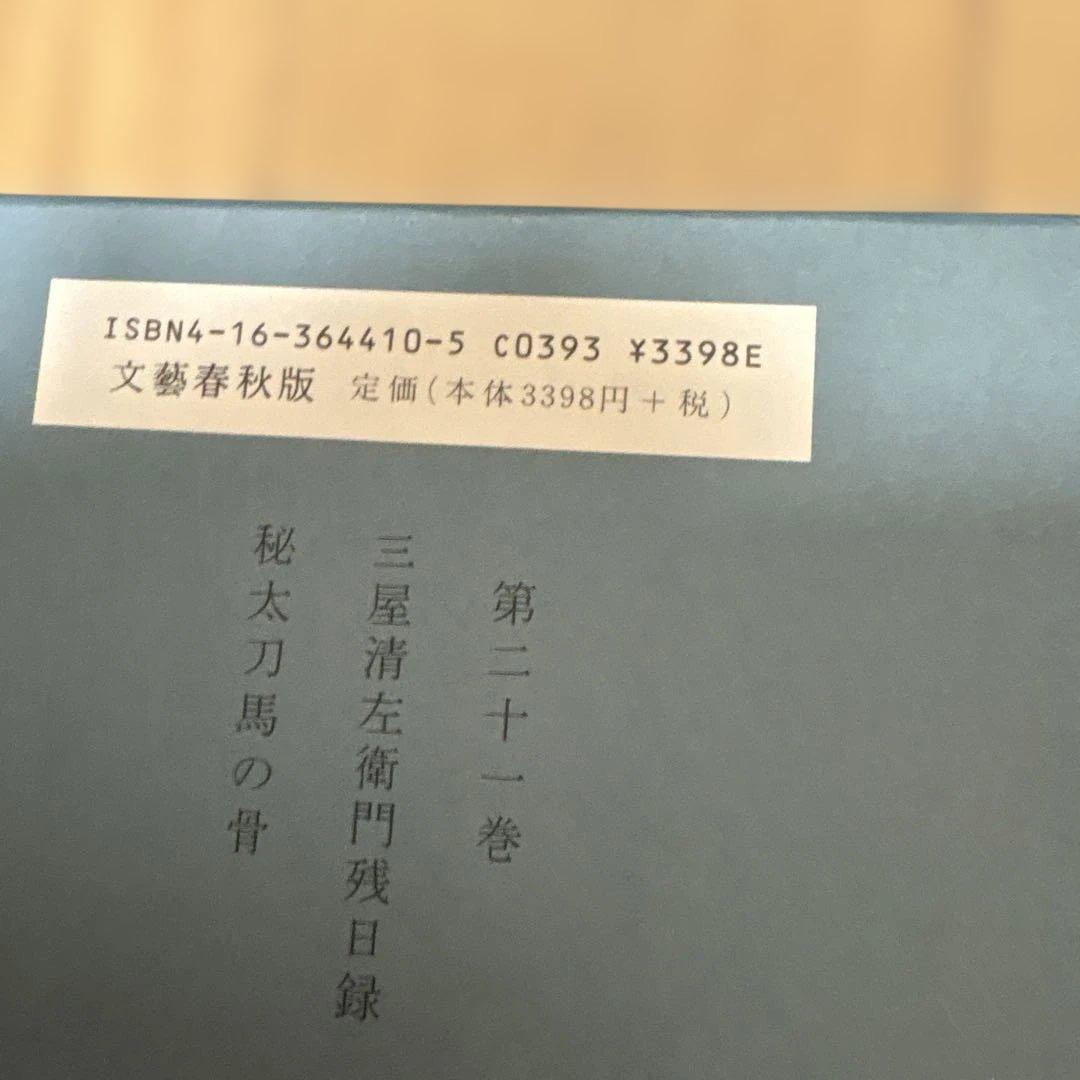 ISBN4-16-364410-5 C0393 ¥3398E
文藝春秋版 定価(本体3398円+税)
第二十一巻
三屋清左衛門残日録
秘太刀馬の骨